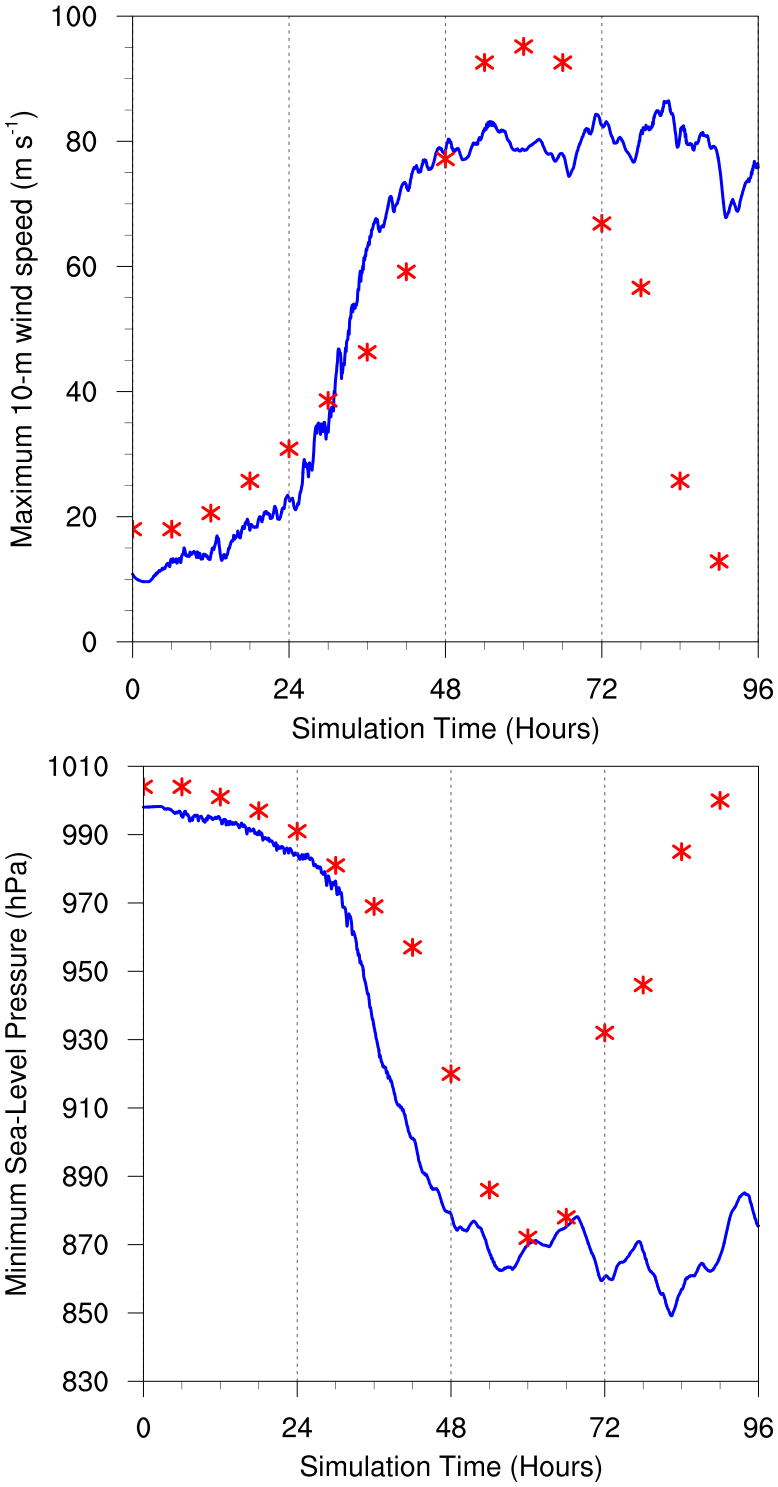 100
80
60
40
20
0
Maximum 10-m wind speed (m s-1)
0 24 48 72 96
Simulation Time (Hours)
1010
990
970
950
930
910
890
870
850
830
Minimum Sea-Level Pressure (hPa)
0 24 48 72 96
Simulation Time (Hours)